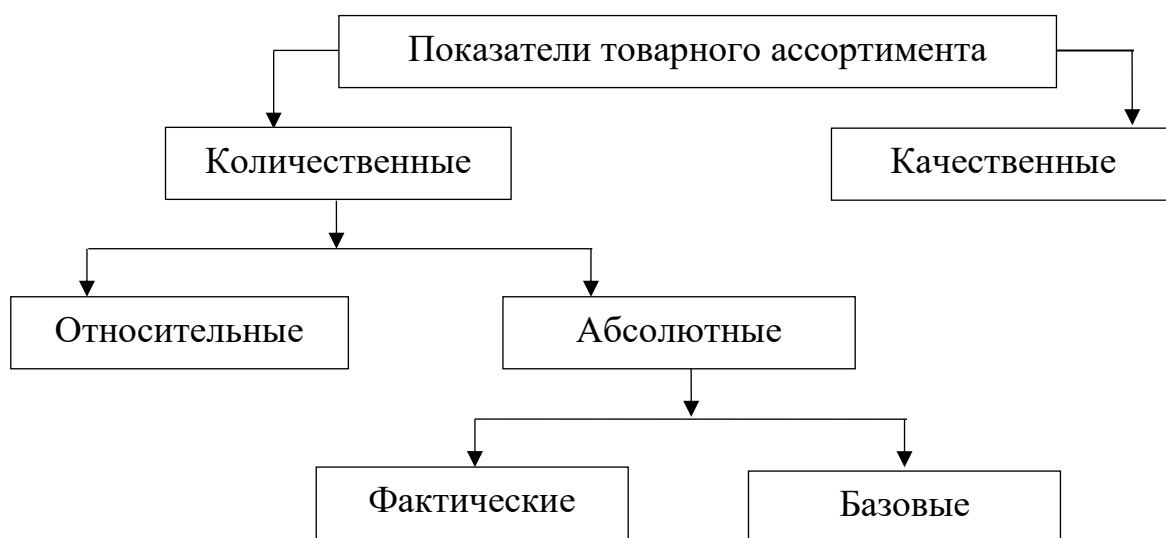 Показатели товарного ассортимента
Количественные
Качественные
Относительные
Абсолютные
Фактические
Базовые